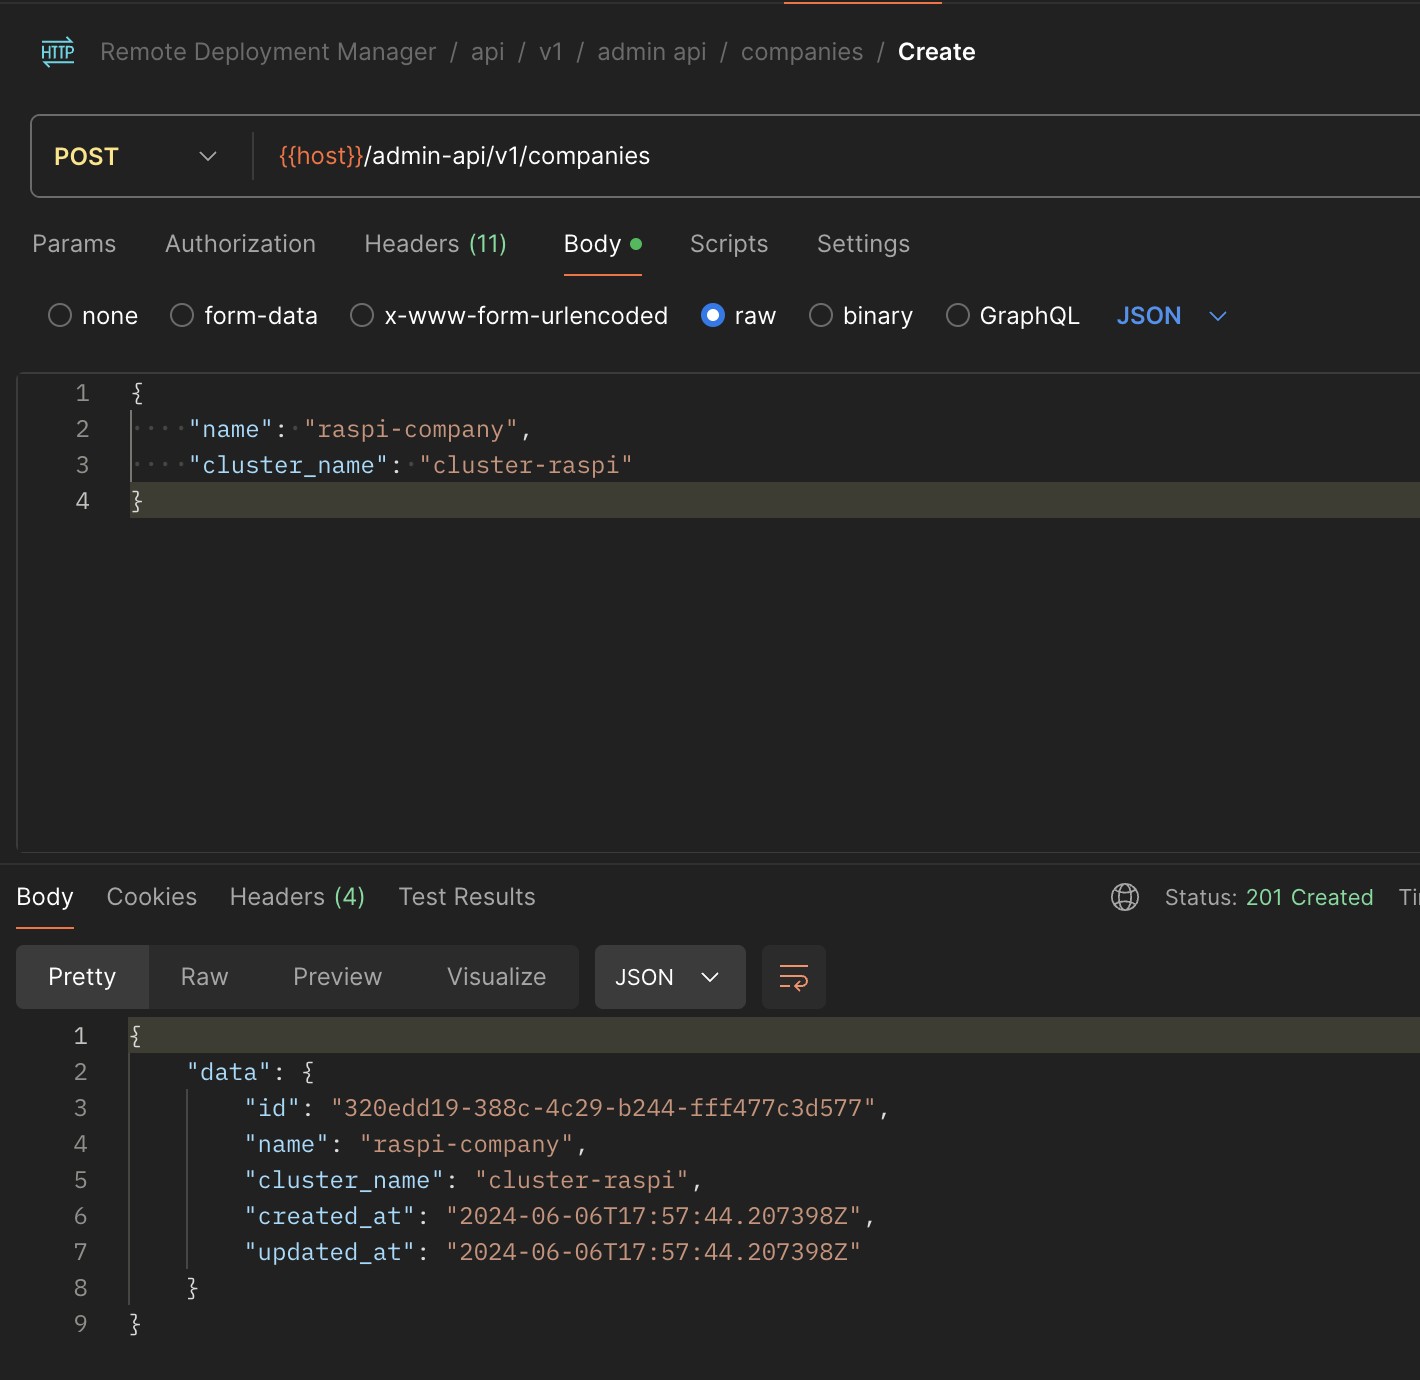 HTTP Remote Deployment Manager / api / v1 / admin api / companies / Create
POST {{host}}/admin-api/v1/companies
Params Authorization Headers (11) Body Scripts Settings
none form-data x-www-form-urlencoded raw binary GraphQL JSON
1 {
2 ····"name":·"raspi-company",
3 ····"cluster_name":·"cluster-raspi"
4 }
Body Cookies Headers (4) Test Results Status: 201 Created
Pretty Raw Preview Visualize JSON
1 {
2 "data": {
3 "id": "320edd19-388c-4c29-b244-fff477c3d577",
4 "name": "raspi-company",
5 "cluster_name": "cluster-raspi",
6 "created_at": "2024-06-06T17:57:44.207398Z",
7 "updated_at": "2024-06-06T17:57:44.207398Z"
8 }
9 }